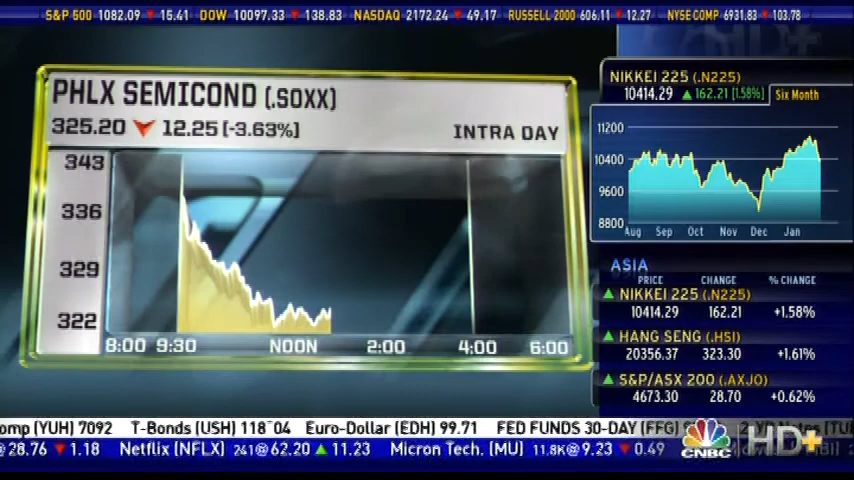 S&P 500 1082.09 ▼ 15.41 DOW 10097.33 ▼ 138.83 NASDAQ 2172.24 ▼ 49.17 RUSSELL 2000 606.11 ▼ 12.27 NYSE COMP 6931.83 ▼ 103.78
PHLX SEMICOND (.SOXX)
325.20 ▼ 12.25 [-3.63%] INTRA DAY
343
336
329
322
8:00 9:30 NOON 2:00 4:00 6:00
NIKKEI 225 (.N225)
10414.29 ▲ 162.21 [1.58%] Six Month
11200
10400
9600
8800
Aug Sep Oct Nov Dec Jan
ASIA
PRICE CHANGE % CHANGE
▲ NIKKEI 225 (.N225)
10414.29 162.21 +1.58%
▲ HANG SENG (.HSI)
20356.37 323.30 +1.61%
▲ S&P/ASX 200 (.AXJO)
4673.30 28.70 +0.62%
omp (YUH) 7092 T-Bonds (USH) 118 04 Euro-Dollar (EDH) 99.71 FED FUNDS 30-DAY (FFG)
@28.76 ▼ 1.18 Netflix (NFLX) 241@62.20 ▲ 11.23 Micron Tech. (MU) 11.8K@9.23 ▼ 0.49
CNBC HD+